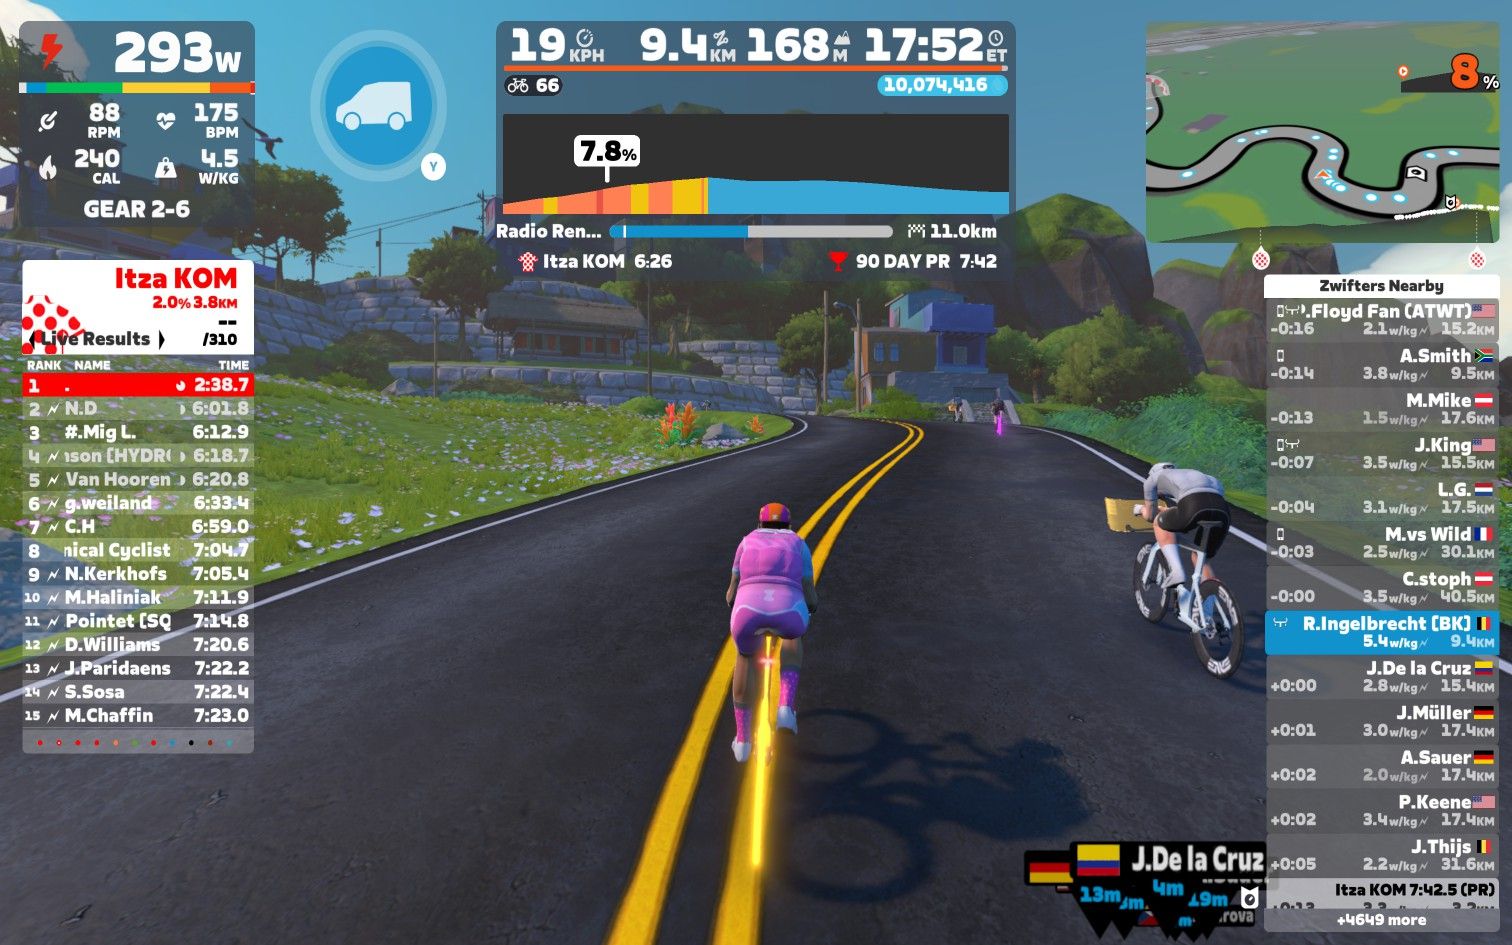 293W
88 RPM
175 BPM
240 CAL
4.5 W/KG
GEAR 2-6
Y
19 KPH 9.4 KM 168 M 17:52 ET
66
10,074,416
7.8%
Radio Ren...
11.0km
Itza KOM 6:26
90 DAY PR 7:42
8%
Itza KOM
2.0% 3.8KM
--
Live Results
/310
RANK NAME TIME
1 . 2:38.7
2 N.D 6:01.8
3 #.Mig L. 6:12.9
4 nson [HYDR 6:18.7
5 Van Hooren 6:20.8
6 g.weiland 6:33.4
7 C.H 6:59.0
8 nical Cyclist 7:04.7
9 N.Kerkhofs 7:05.4
10 M.Haliniak 7:11.9
11 Pointet [SQ 7:14.8
12 D.Williams 7:20.6
13 J.Paridaens 7:22.2
14 S.Sosa 7:22.4
15 M.Chaffin 7:23.0
Zwifters Nearby
.Floyd Fan (ATWT)
-0:16 2.1w/kg 15.2KM
A.Smith
-0:14 3.8w/kg 9.5KM
M.Mike
-0:13 1.5w/kg 17.6KM
J.King
-0:07 3.5w/kg 15.5KM
L.G.
-0:04 3.1w/kg 17.5KM
M.vs Wild
-0:03 2.5w/kg 30.1KM
C.stoph
-0:00 3.5w/kg 40.5KM
R.Ingelbrecht [BK]
5.4w/kg 9.4KM
J.De la Cruz
+0:00 2.8w/kg 15.4KM
J.Müller
+0:01 3.0w/kg 17.4KM
A.Sauer
+0:02 2.0w/kg 17.4KM
P.Keene
+0:02 3.4w/kg 17.4KM
J.Thijs
+0:05 2.2w/kg 31.6KM
Itza KOM 7:42.5 (PR)
+4649 more
J.De la Cruz
13m
4m
19m
rova